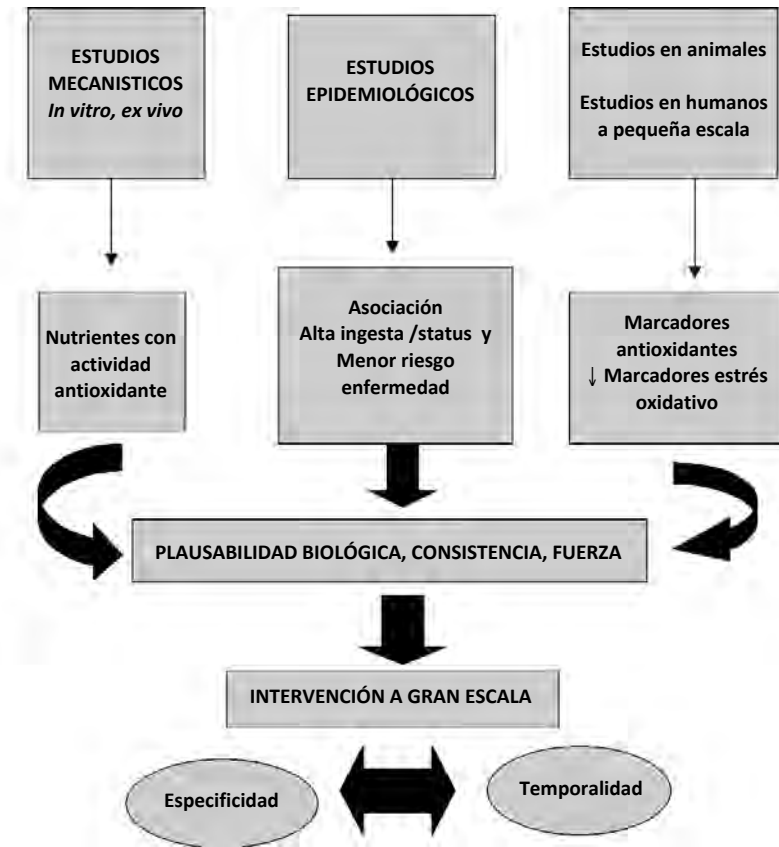 ESTUDIOS
MECANISTICOS
In vitro, ex vivo
ESTUDIOS
EPIDEMIOLÓGICOS
Estudios en animales
Estudios en humanos
a pequeña escala
Nutrientes con
actividad
antioxidante
Asociación
Alta ingesta /status y
Menor riesgo
enfermedad
Marcadores
antioxidantes
↓ Marcadores estrés
oxidativo
PLAUSABILIDAD BIOLÓGICA, CONSISTENCIA, FUERZA
INTERVENCIÓN A GRAN ESCALA
Especificidad
Temporalidad